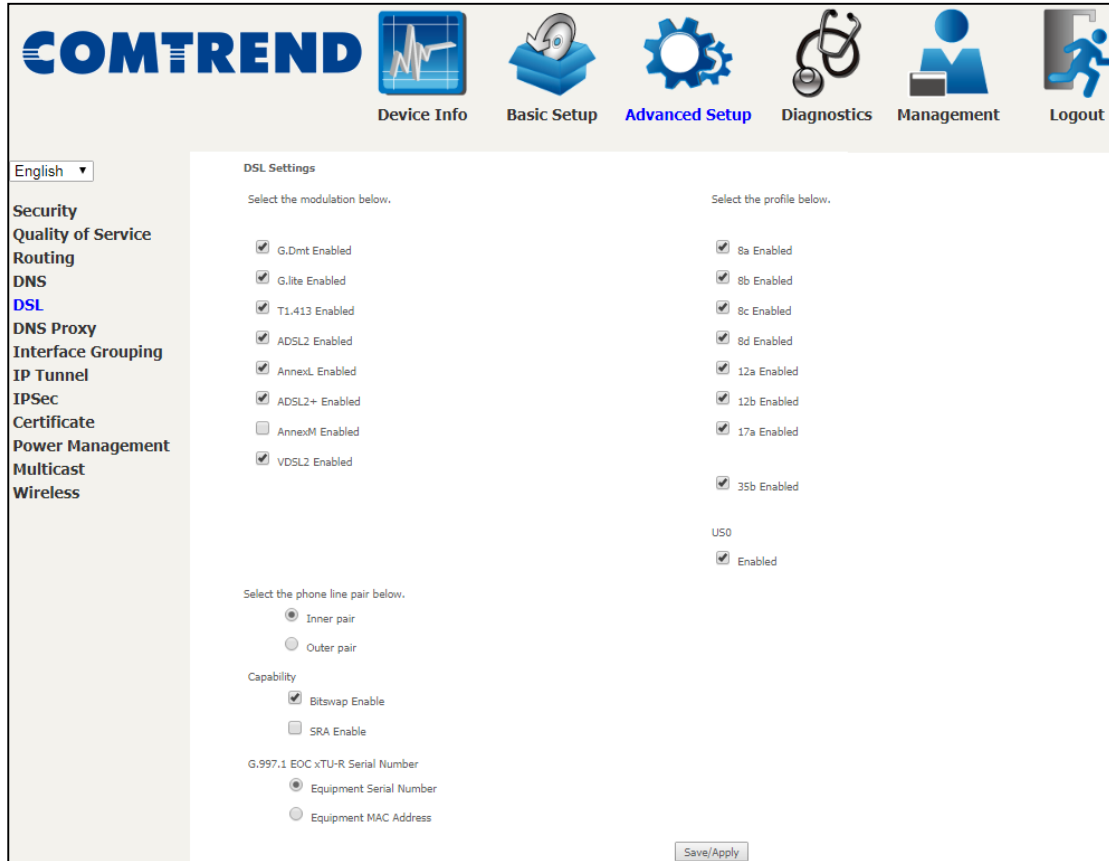 COMTREND
Device Info
Basic Setup
Advanced Setup
Diagnostics
Management
Logout
English
Security
Quality of Service
Routing
DNS
DSL
DNS Proxy
Interface Grouping
IP Tunnel
IPSec
Certificate
Power Management
Multicast
Wireless
DSL Settings
Select the modulation below.
G.Dmt Enabled
G.lite Enabled
T1.413 Enabled
ADSL2 Enabled
AnnexL Enabled
ADSL2+ Enabled
AnnexM Enabled
VDSL2 Enabled
Select the profile below.
8a Enabled
8b Enabled
8c Enabled
8d Enabled
12a Enabled
12b Enabled
17a Enabled
35b Enabled
US0
Enabled
Select the phone line pair below.
Inner pair
Outer pair
Capability
Bitswap Enable
SRA Enable
G.997.1 EOC xTU-R Serial Number
Equipment Serial Number
Equipment MAC Address
Save/Apply